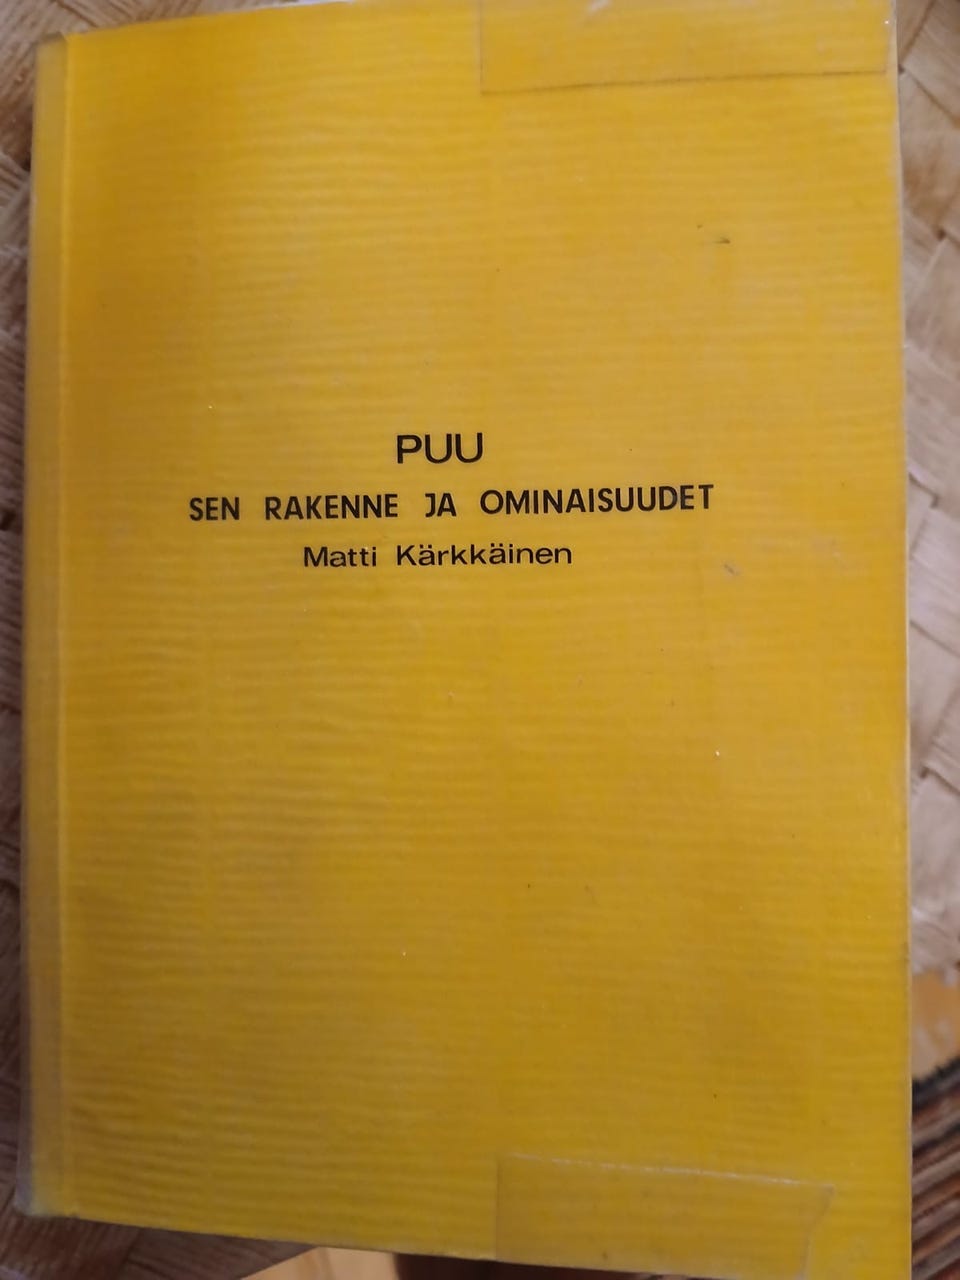 PUU
SEN RAKENNE JA OMINAISUUDET
Matti Kärkkäinen